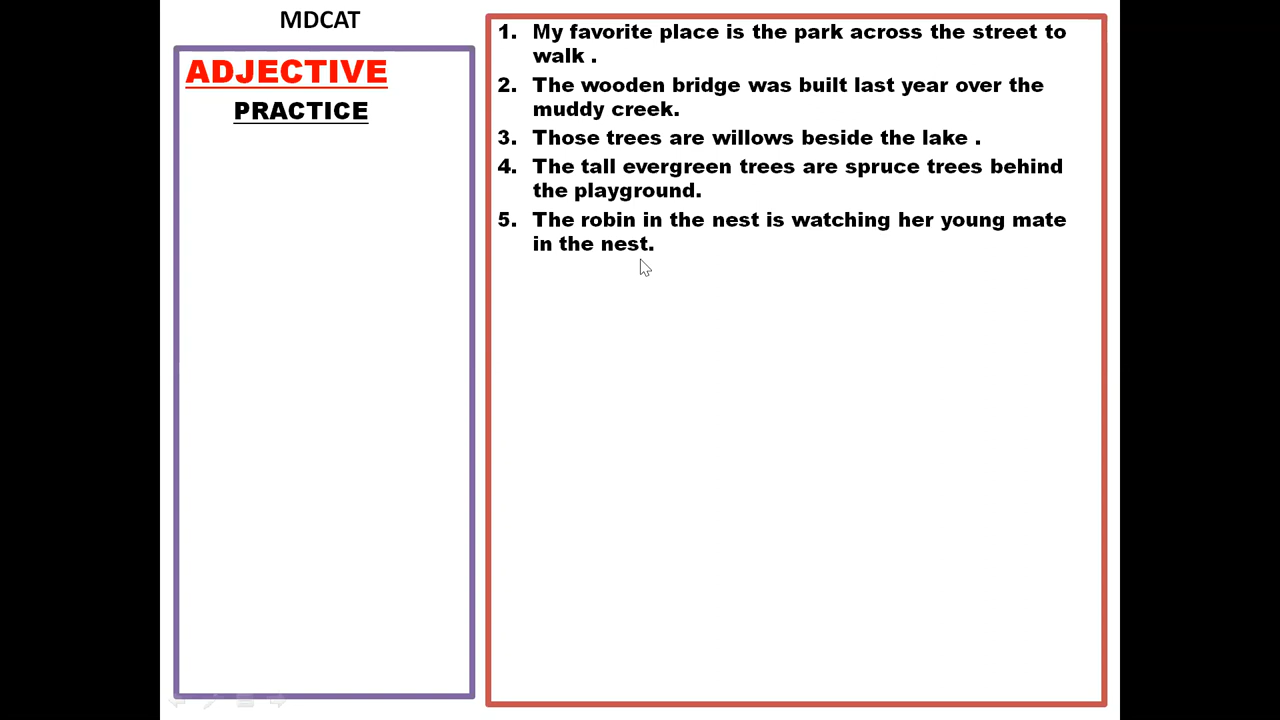 MDCAT
ADJECTIVE
PRACTICE
1. My favorite place is the park across the street to
walk .
2. The wooden bridge was built last year over the
muddy creek.
3. Those trees are willows beside the lake .
4. The tall evergreen trees are spruce trees behind
the playground.
5. The robin in the nest is watching her young mate
in the nest.